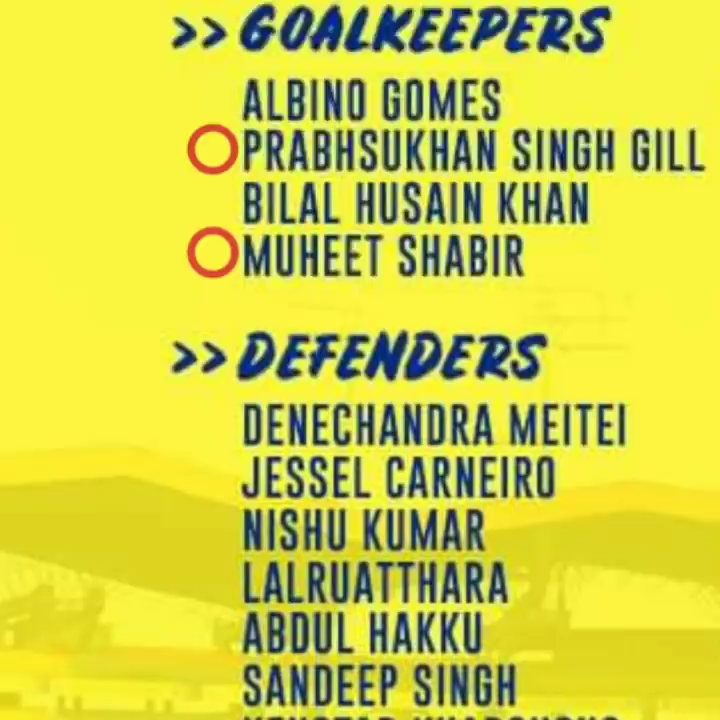 >> GOALKEEPERS
ALBINO GOMES
PRABHSUKHAN SINGH GILL
BILAL HUSAIN KHAN
MUHEET SHABIR
>> DEFENDERS
DENECHANDRA MEITEI
JESSEL CARNEIRO
NISHU KUMAR
LALRUATTHARA
ABDUL HAKKU
SANDEEP SINGH